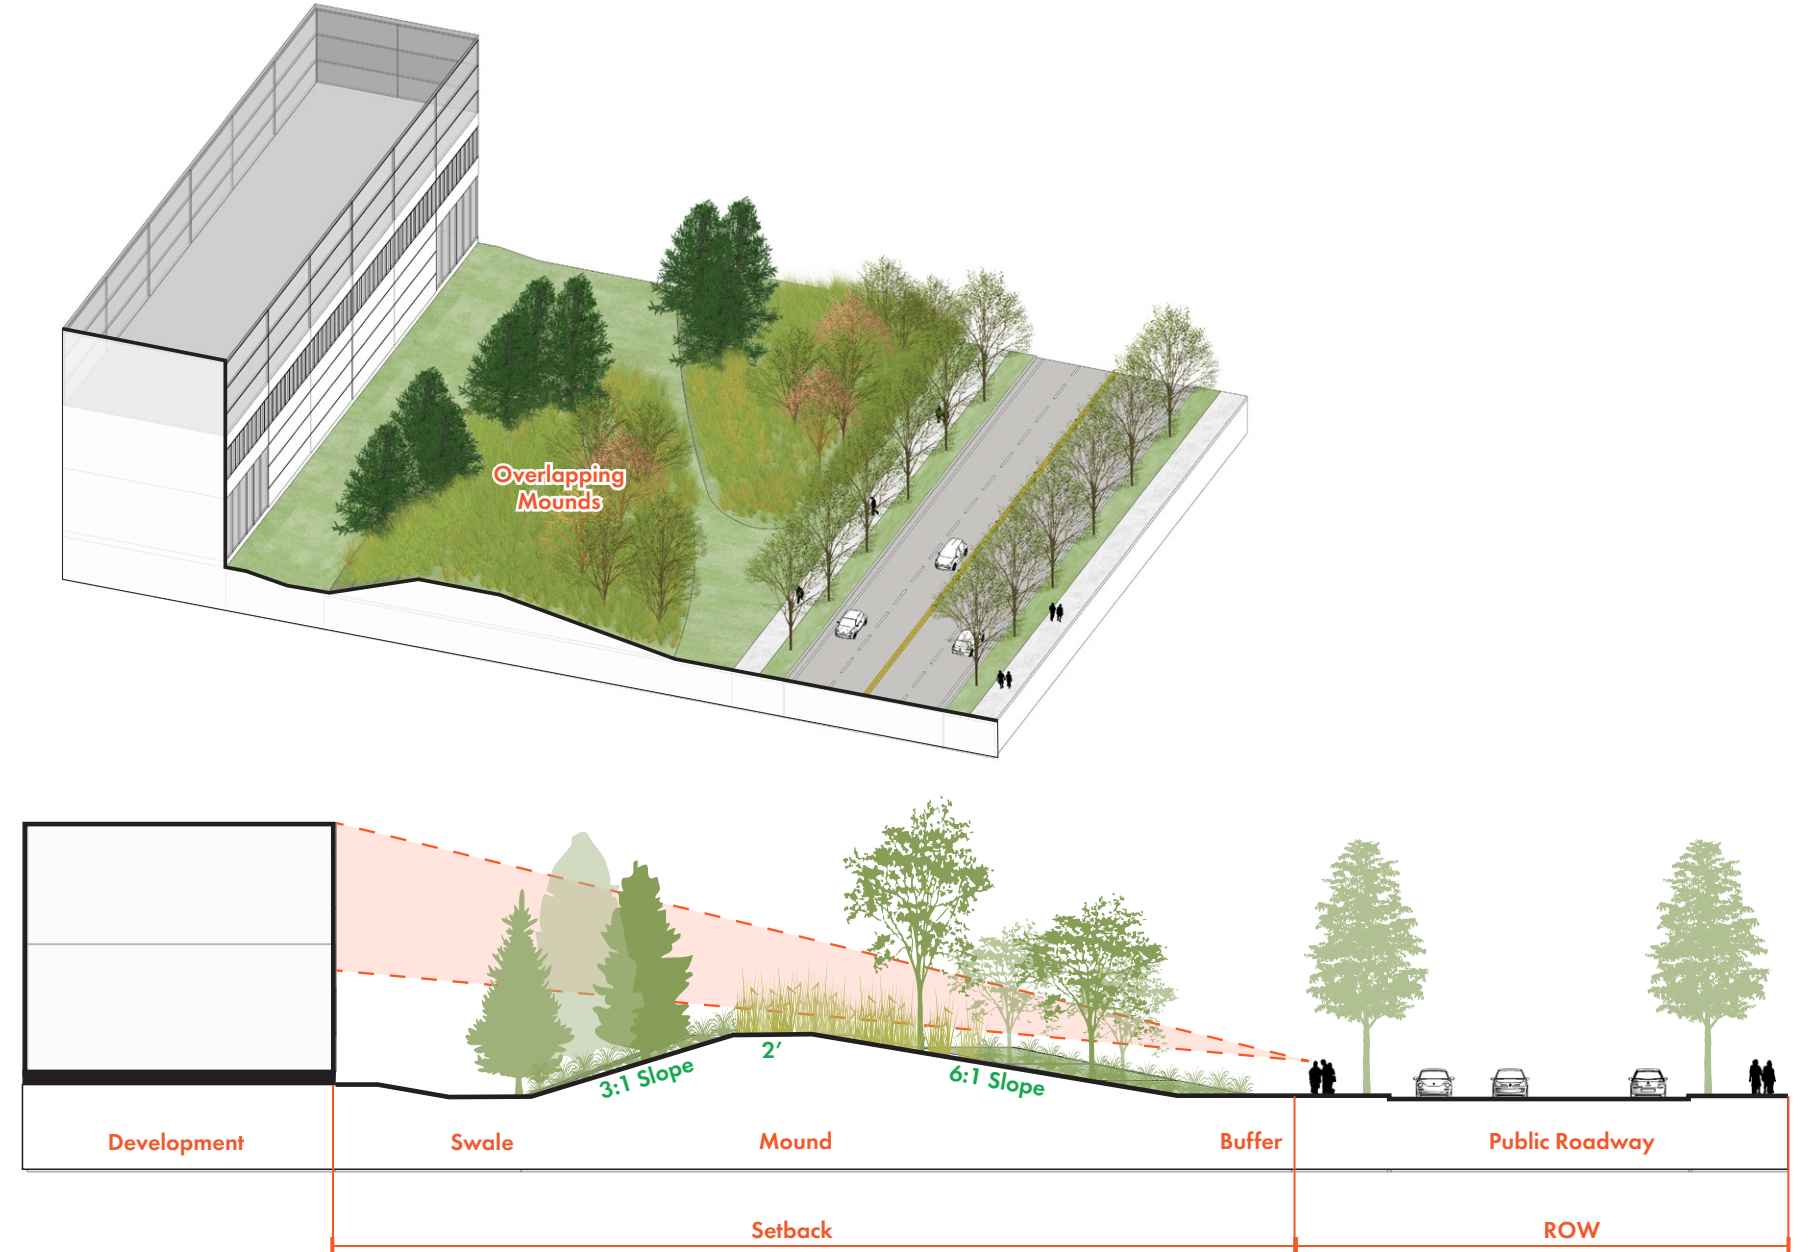 Overlapping
Mounds
3:1 Slope
2′
6:1 Slope
Development
Swale
Mound
Buffer
Public Roadway
Setback
ROW